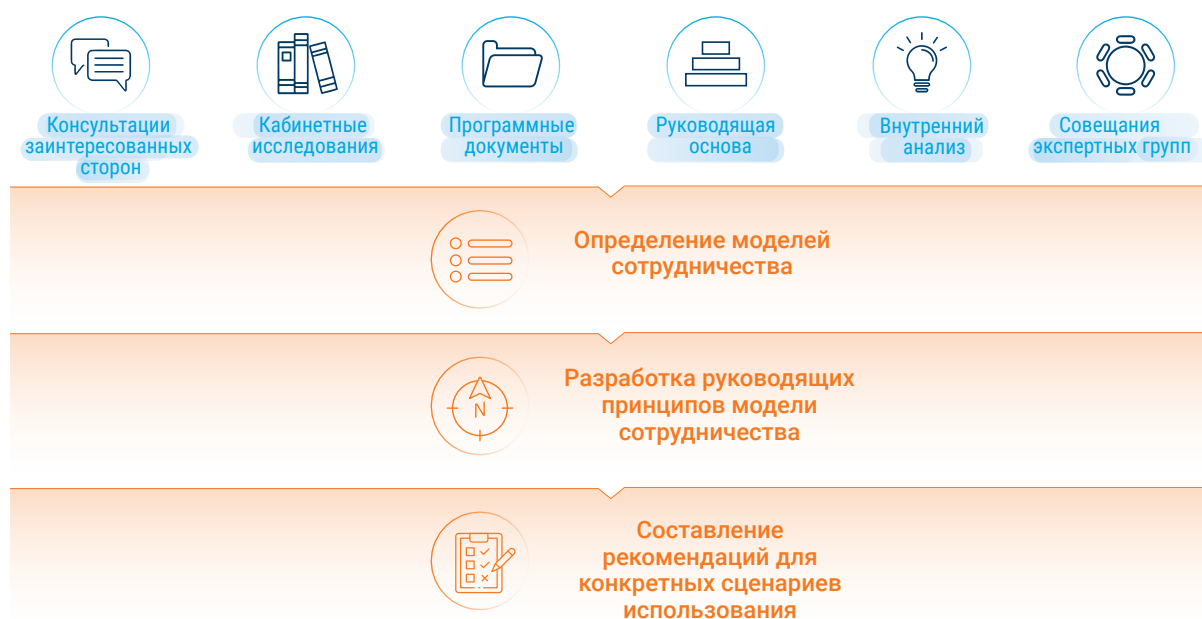 Консультации
заинтересованных
сторон
Кабинетные
исследования
Программные
документы
Руководящая
основа
Внутренний
анализ
Совещания
экспертных групп
Определение моделей
сотрудничества
N
Разработка руководящих
принципов модели
сотрудничества
Составление
рекомендаций для
конкретных сценариев
использования